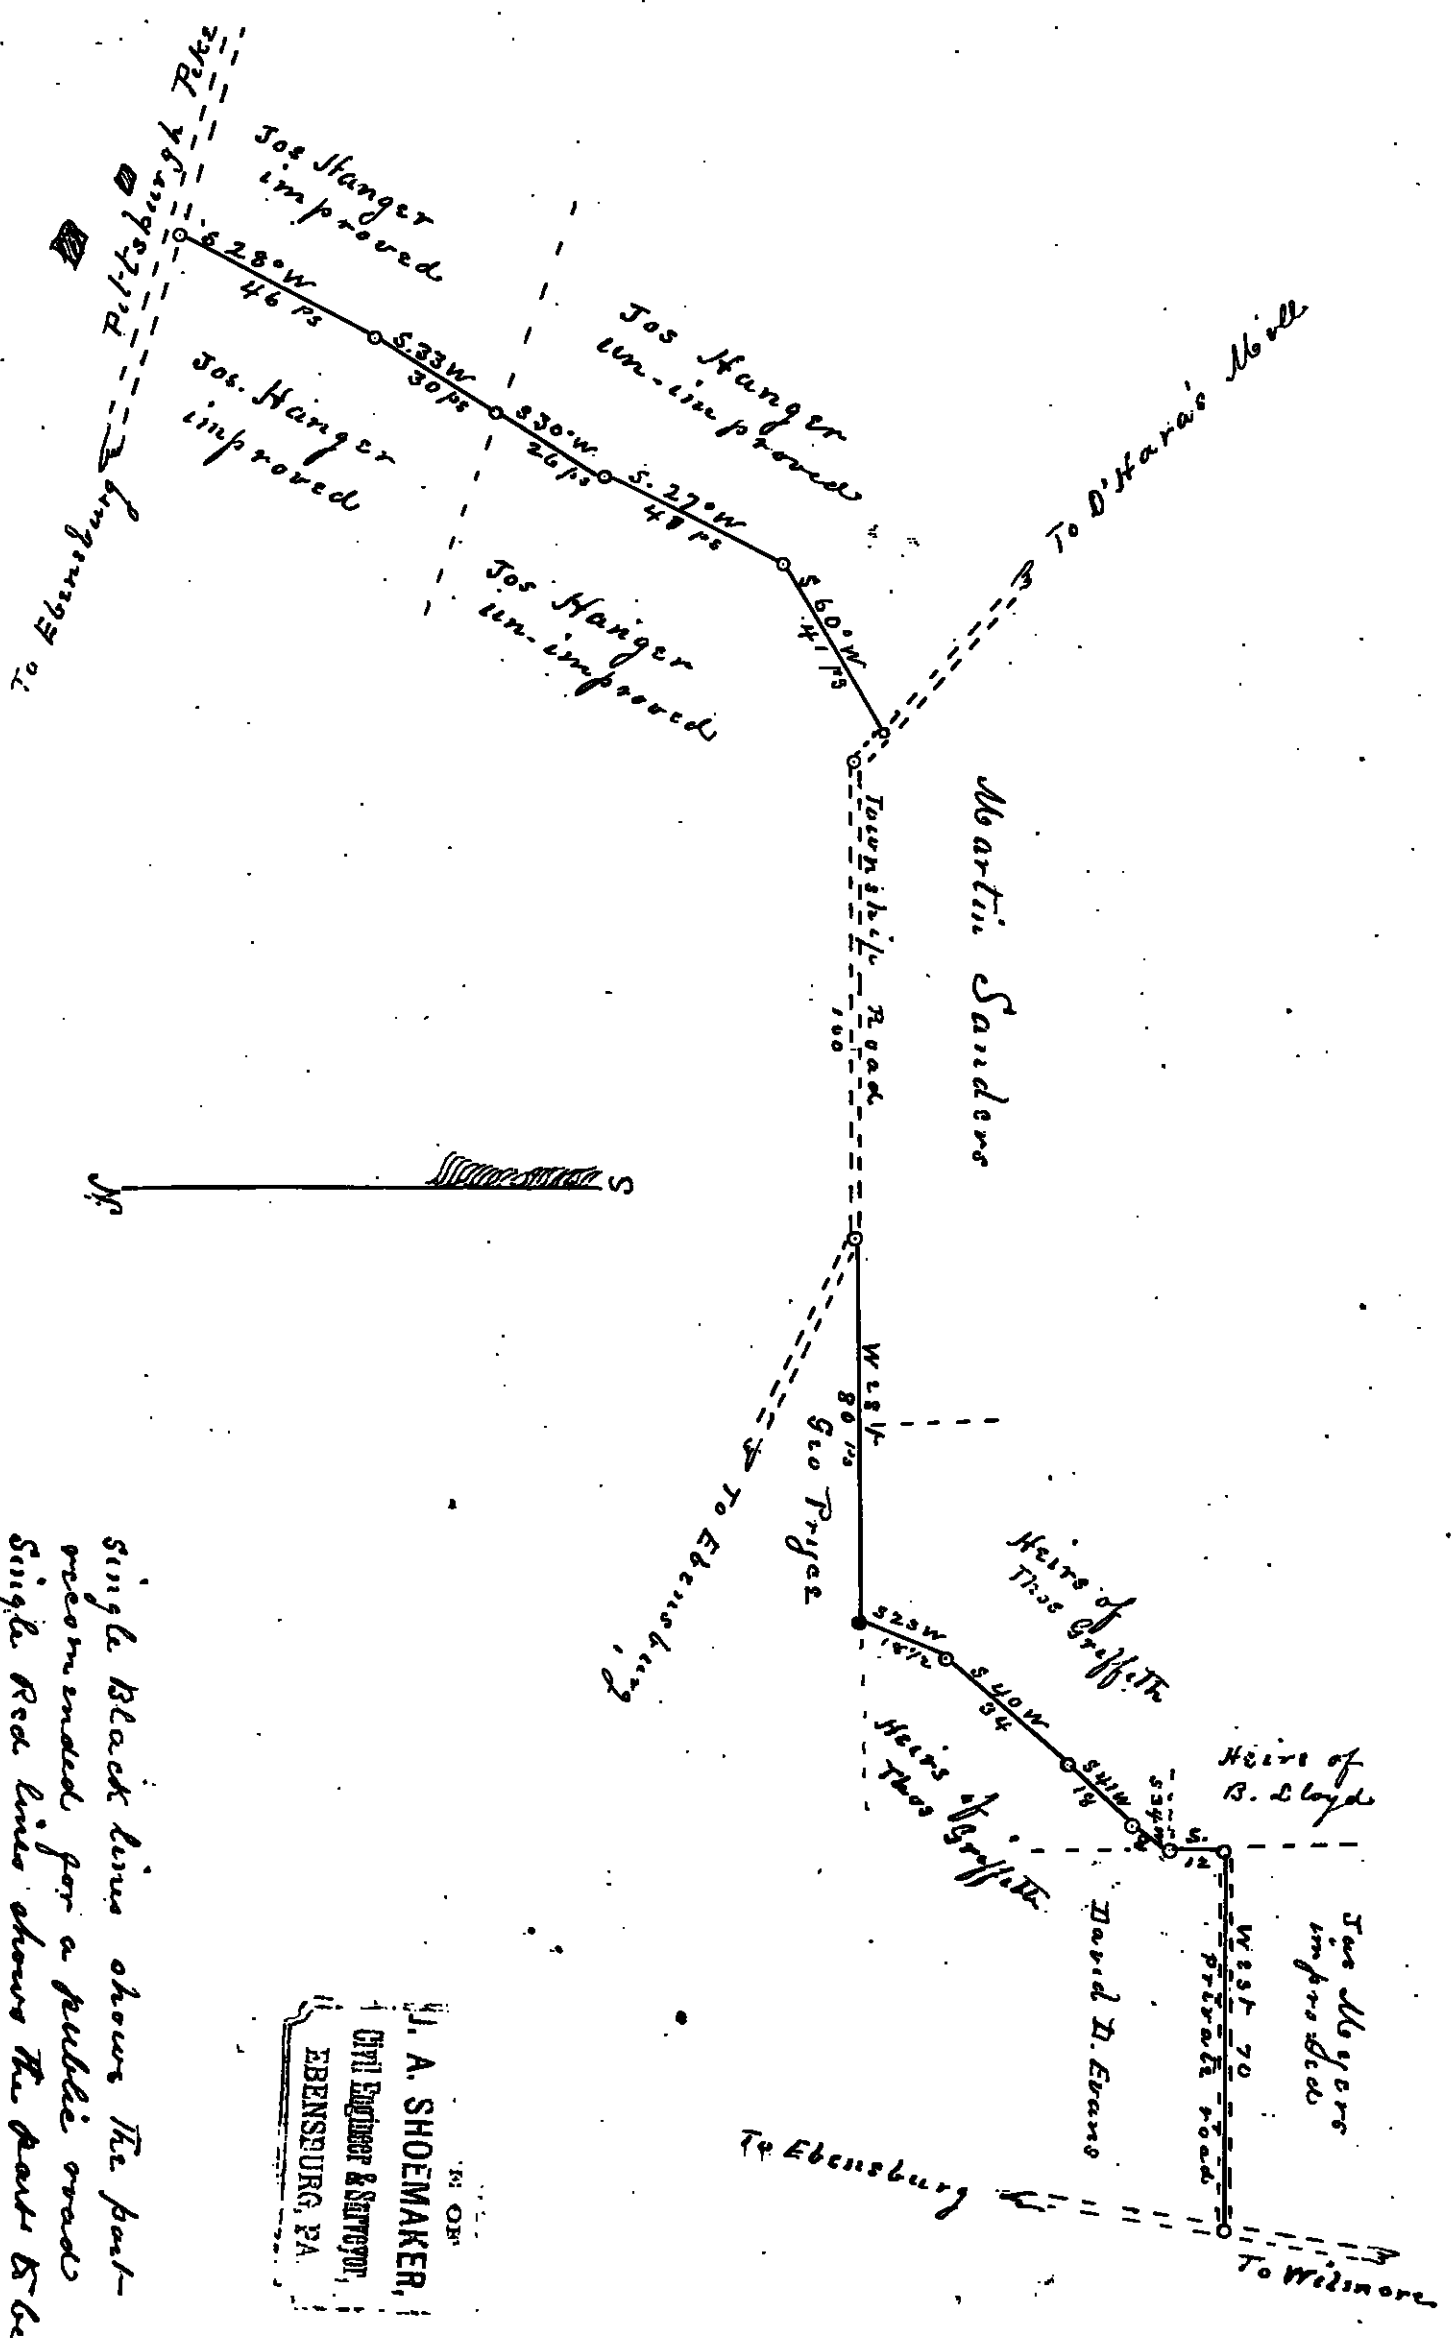 Pittsburgh Pike
To Ebensburg
Jos Hanger
improved
S 28° W
46 ps
Jos. Hanger
improved
S. 33 W
30 ps
Jos Hanger
un-improved
S 30° W.
26 ps
S. 27° W
48 ps
Jos Hanger
un-improved
S 60° W
41 ps
To O'Hara's Mill
Martin Sanders
Township Road
100
N.
S
West
80 ps
Geo Pryce
To Ebensburg
Heirs of
Thos Griffith
S 23 W
18 1/2
S 40 W
34
S 41 W
18
S 34 W
Heirs of
Thos Griffith
Heirs of
B. Lloyd
S.
12
Jas Meyers
improved
West 70
private road
David D. Evans
To Ebensburg
To Wilmore
J. A. SHOEMAKER,
Civil Engineer & Surveyor,
EBENSBURG, PA.
Single Black lines shows the part
recomended for a public road
Single Red lines shows the part to be